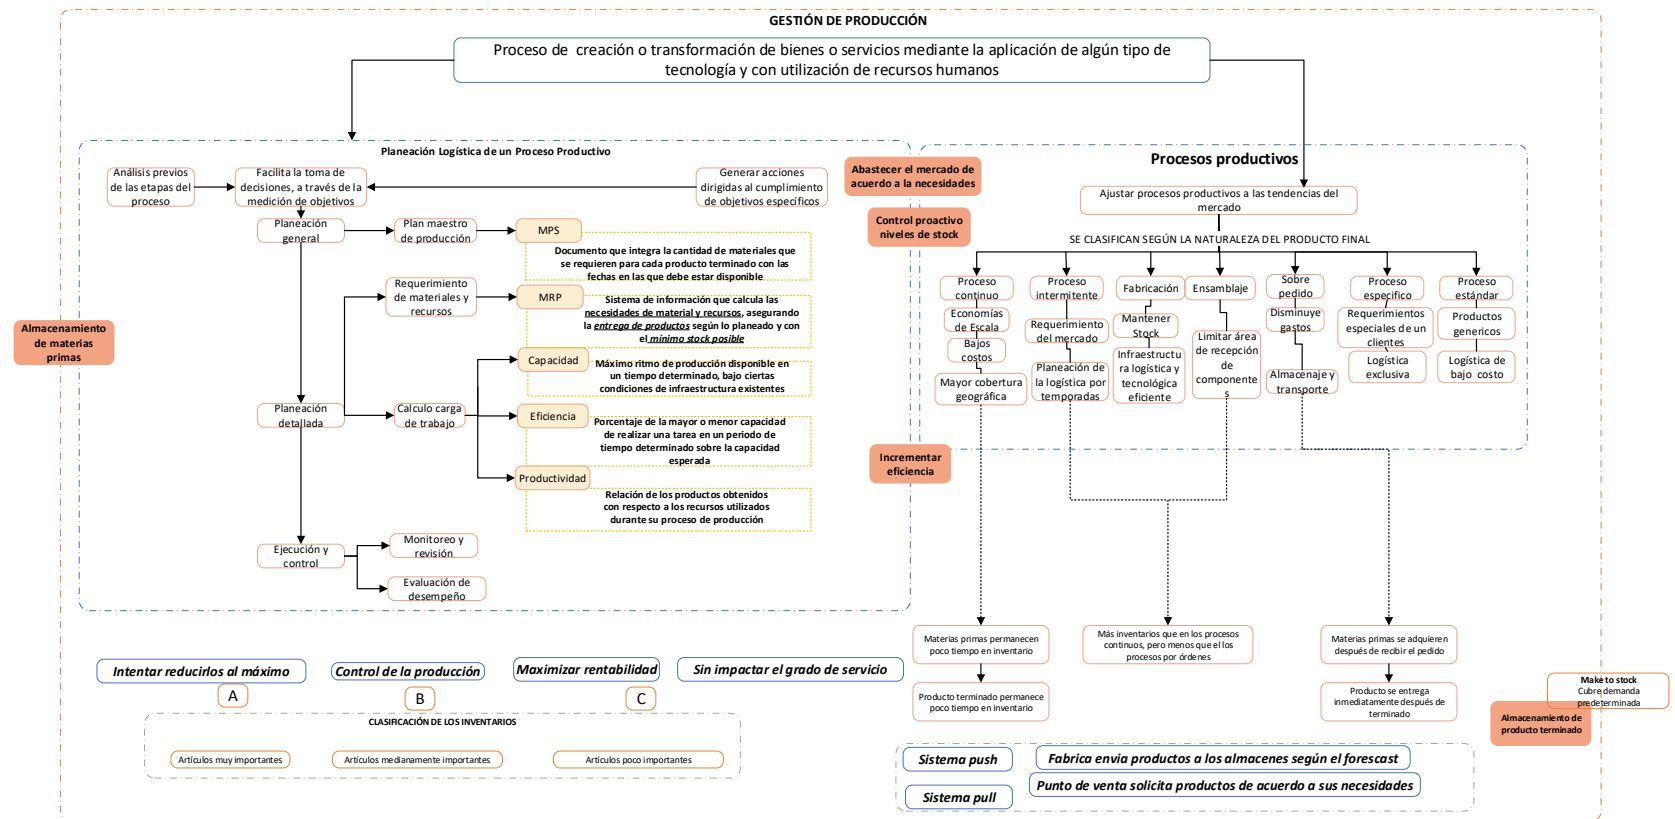 GESTIÓN DE PRODUCCIÓN
Proceso de creación o transformación de bienes o servicios mediante la aplicación de algún tipo de
tecnología y con utilización de recursos humanos
Planeación Logística de un Proceso Productivo
Análisis previos
de las etapas del
proceso
Facilita la toma de
decisiones, a través de la
medición de objetivos
Generar acciones
dirigidas al cumplimiento
de objetivos específicos
Planeación
general
Plan maestro
de producción
MPS
Documento que integra la cantidad de materiales que
se requieren para cada producto terminado con las
fechas en las que debe estar disponible
Requerimiento
de materiales y
recursos
MRP
Sistema de información que calcula las
necesidades de material y recursos, asegurando
la entrega de productos según lo planeado y con
el mínimo stock posible
Capacidad
Máximo ritmo de producción disponible en
un tiempo determinado, bajo ciertas
condiciones de infraestructura existentes
Planeación
detallada
Calculo carga
de trabajo
Eficiencia
Porcentaje de la mayor o menor capacidad
de realizar una tarea en un periodo de
tiempo determinado sobre la capacidad
esperada
Productividad
Relación de los productos obtenidos
con respecto a los recursos utilizados
durante su proceso de producción
Ejecución y
control
Monitoreo y
revisión
Evaluación de
desempeño
Almacenamiento
de materias
primas
Abastecer el mercado de
acuerdo a la necesidades
Control proactivo
niveles de stock
Incrementar
eficiencia
Procesos productivos
Ajustar procesos productivos a las tendencias del
mercado
SE CLASIFICAN SEGÚN LA NATURALEZA DEL PRODUCTO FINAL
Proceso
continuo
Economías
de Escala
Bajos
costos
Mayor cobertura
geográfica
Proceso
intermitente
Requerimiento
del mercado
Planeación de
la logística por
temporadas
Fabricación
Mantener
Stock
Infraestructu
ra logística y
tecnológica
eficiente
Ensamblaje
Limitar área
de recepción
de
componente
s
Sobre
pedido
Disminuye
gastos
Almacenaje y
transporte
Proceso
especifico
Requerimientos
especiales de un
clientes
Logística
exclusiva
Proceso
estándar
Productos
genericos
Logística de
bajo costo
Materias primas permanecen
poco tiempo en inventario
Producto terminado permanece
poco tiempo en inventario
Más inventarios que en los procesos
continuos, pero menos que el los
procesos por órdenes
Materias primas se adquieren
después de recibir el pedido
Producto se entrega
inmediatamente después de
terminado
Make to stock
Cubre demanda
predeterminada
Almacenamiento de
producto terminado
Intentar reducirlos al máximo
Control de la producción
Maximizar rentabilidad
Sin impactar el grado de servicio
A
B
C
CLASIFICACIÓN DE LOS INVENTARIOS
Artículos muy importantes
Artículos medianamente importantes
Artículos poco importantes
Sistema push
Fabrica envia productos a los almacenes según el forescast
Sistema pull
Punto de venta solicita productos de acuerdo a sus necesidades